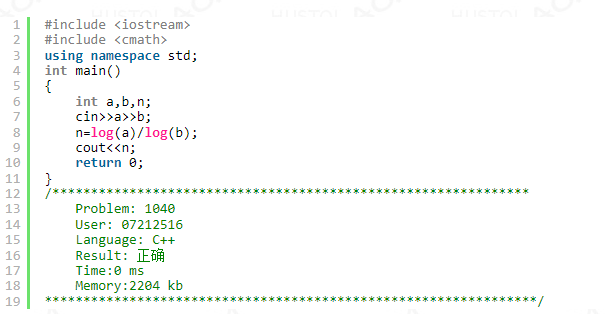 1 #include <iostream>
2 #include <cmath>
3 using namespace std;
4 int main()
5 {
6     int a,b,n;
7     cin>>a>>b;
8     n=log(a)/log(b);
9     cout<<n;
10     return 0;
11 }
12 /**************************************************************
13     Problem: 1040
14     User: 07212516
15     Language: C++
16     Result: 正确
17     Time:0 ms
18     Memory:2204 kb
19 ****************************************************************/